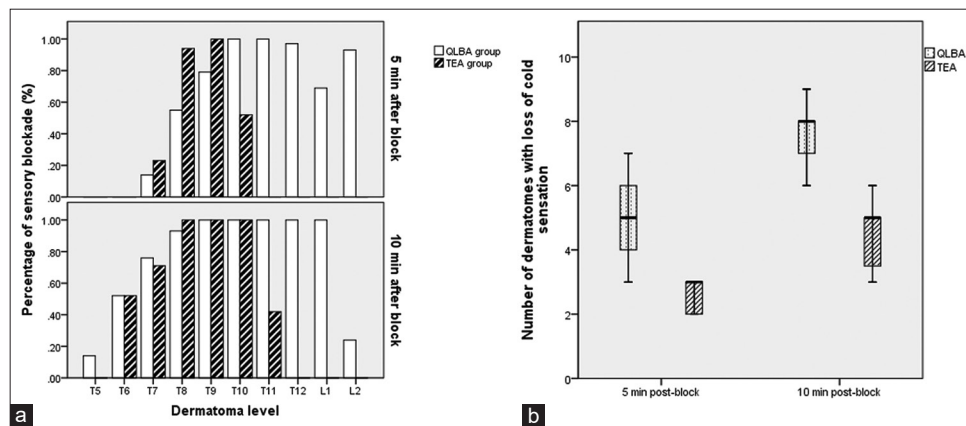 Percentage of sensory blockade (%)
1.00
.80
.60
.40
.20
.00
5 min after block
1.00
.80
.60
.40
.20
.00
10 min after block
T5 T6 T7 T8 T9 T10 T11 T12 L1 L2
Dermatoma level
QLBA group
TEA group
a
Number of dermatomes with loss of cold
sensation
10
8
6
4
2
0
5 min post-block 10 min post-block
QLBA
TEA
b